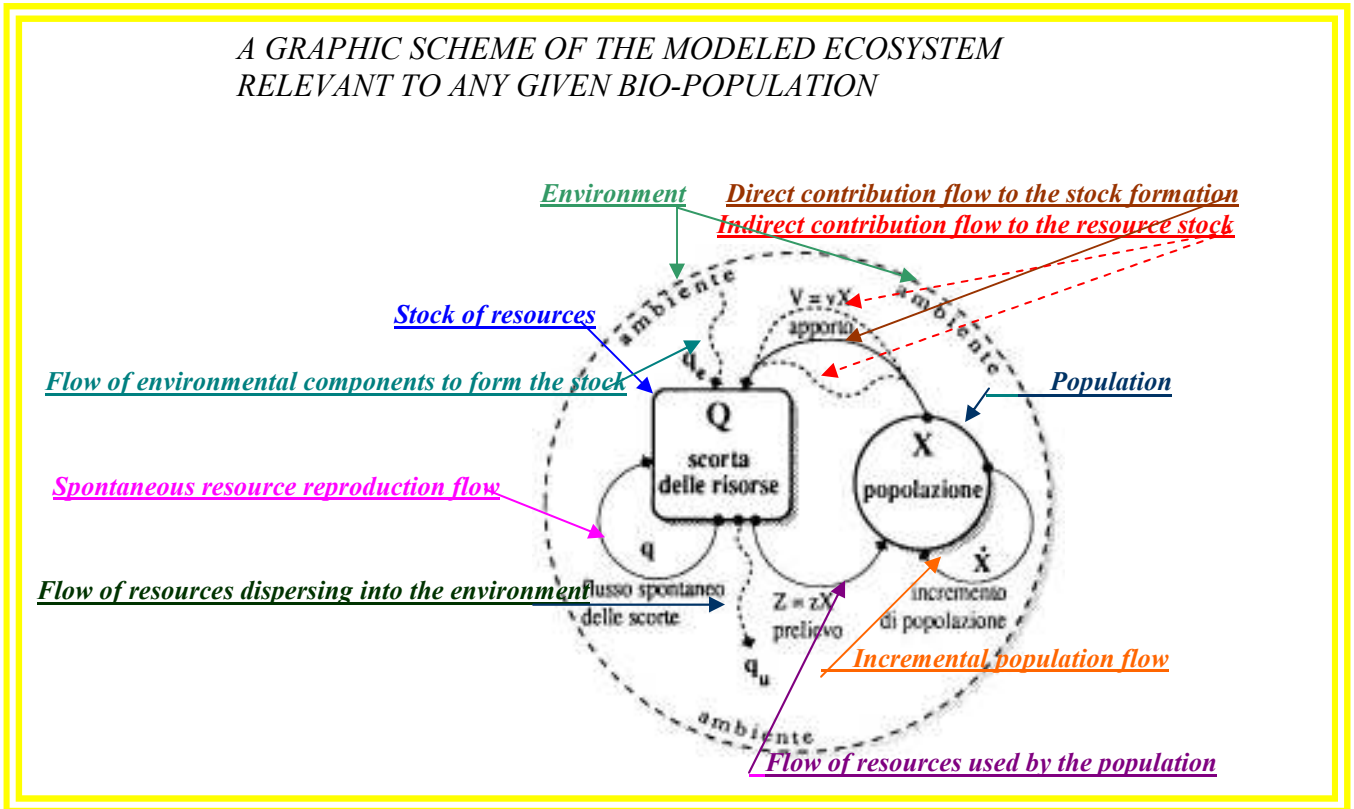 A GRAPHIC SCHEME OF THE MODELED ECOSYSTEM
RELEVANT TO ANY GIVEN BIO-POPULATION
Environment
Direct contribution flow to the stock formation
Indirect contribution flow to the resource stock
ambiente
ambiente
V = vX
apporto
Stock of resources
qe
Flow of environmental components to form the stock
Population
Q
scorta
delle risorse
X
popolazione
Spontaneous resource reproduction flow
q
Ẋ
Flow of resources dispersing into the environment
flusso spontaneo
delle scorte
Z = zX
prelievo
incremento
di popolazione
qu
Incremental population flow
ambiente
Flow of resources used by the population